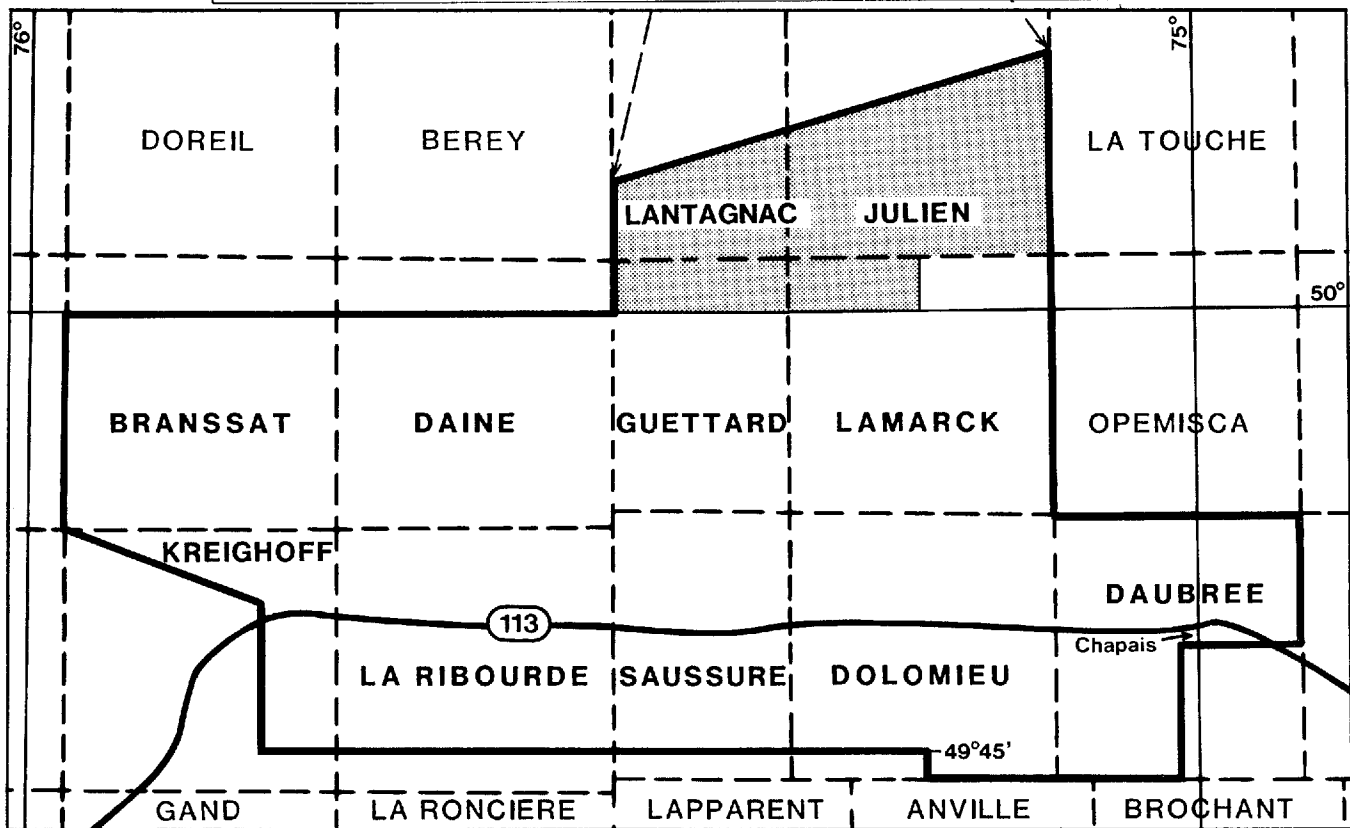 76°
75°
DOREIL
BEREY
LA TOUCHE
LANTAGNAC
JULIEN
50°
BRANSSAT
DAINE
GUETTARD
LAMARCK
OPEMISCA
KREIGHOFF
DAUBREE
113
Chapais
LA RIBOURDE
SAUSSURE
DOLOMIEU
49°45'
GAND
LA RONCIERE
LAPPARENT
ANVILLE
BROCHANT